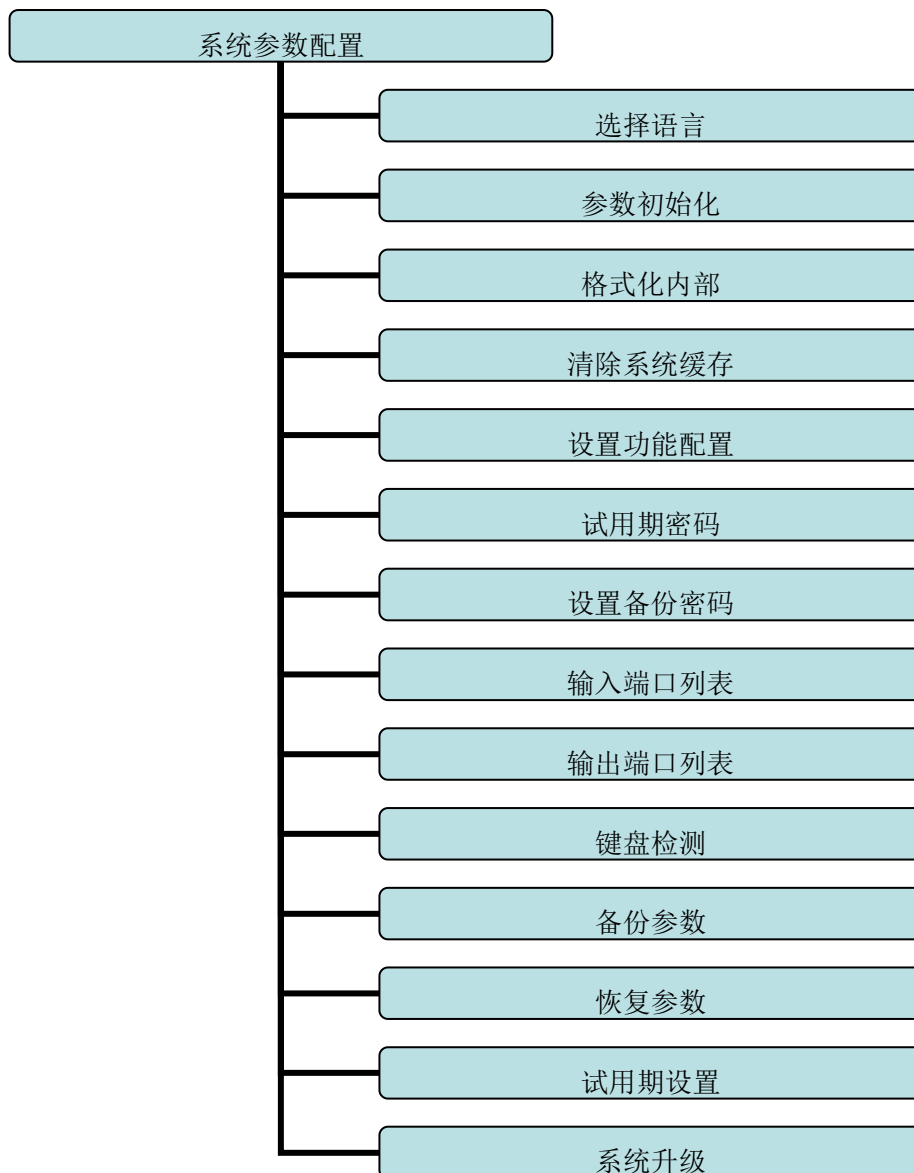 系统参数配置
选择语言
参数初始化
格式化内部
清除系统缓存
设置功能配置
试用期密码
设置备份密码
输入端口列表
输出端口列表
键盘检测
备份参数
恢复参数
试用期设置
系统升级